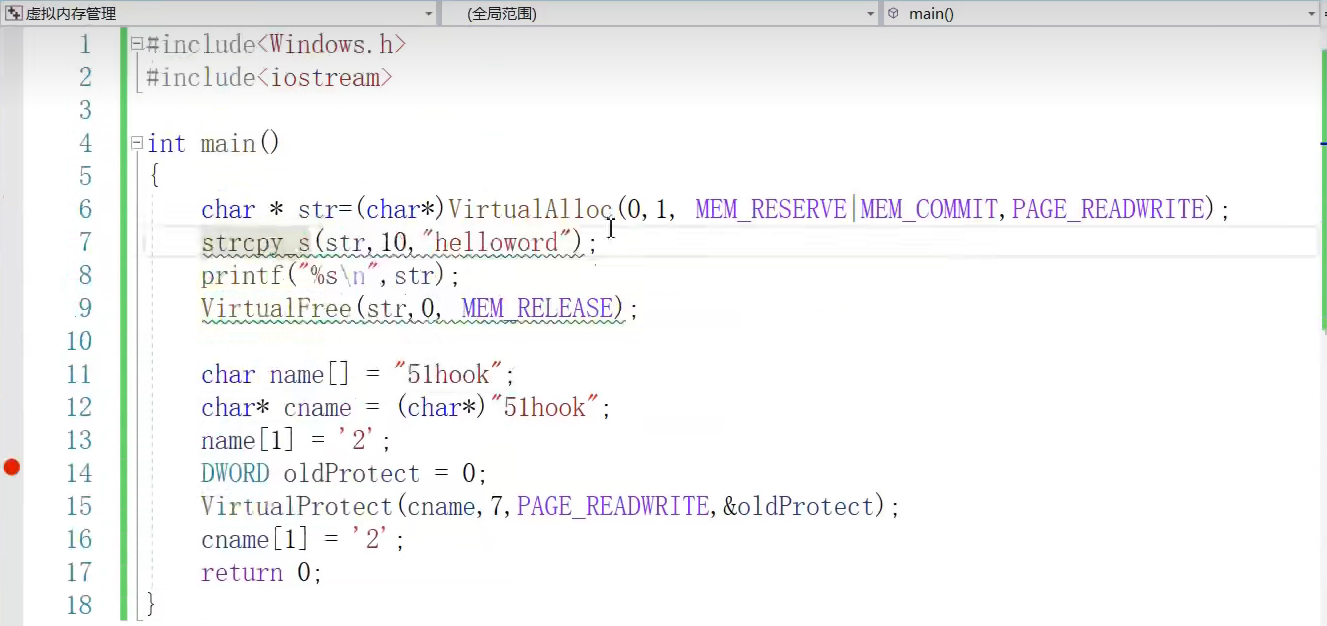 虚拟内存管理 (全局范围) main()
1 #include<Windows.h>
2 #include<iostream>
3
4 int main()
5 {
6 char * str=(char*)VirtualAlloc(0,1, MEM_RESERVE|MEM_COMMIT,PAGE_READWRITE);
7 strcpy_s(str,10,"helloword");
8 printf("%s\n",str);
9 VirtualFree(str,0, MEM_RELEASE);
10
11 char name[] = "51hook";
12 char* cname = (char*)"51hook";
13 name[1] = '2';
14 DWORD oldProtect = 0;
15 VirtualProtect(cname,7,PAGE_READWRITE,&oldProtect);
16 cname[1] = '2';
17 return 0;
18 }